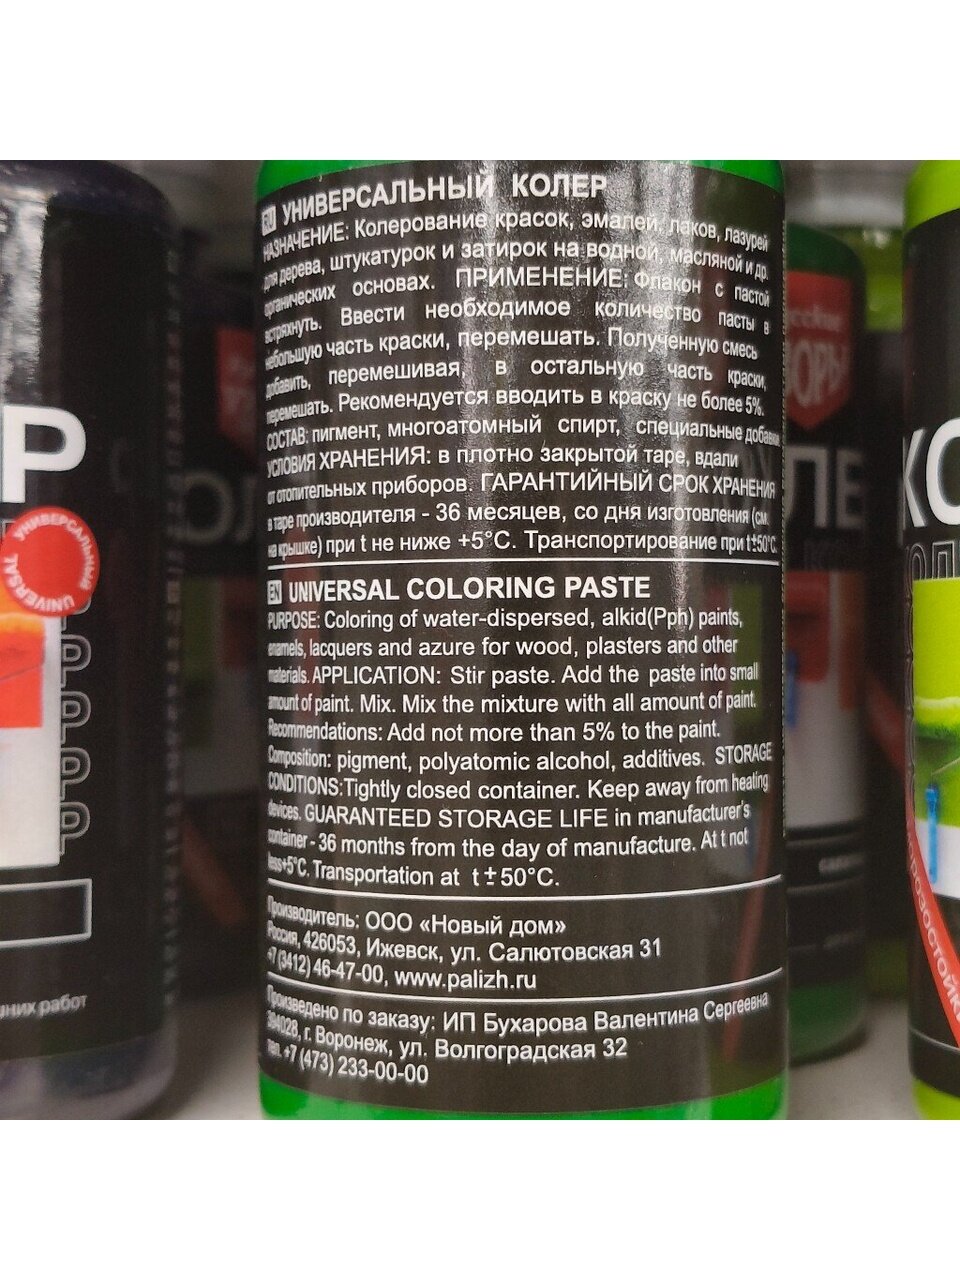 RU УНИВЕРСАЛЬНЫЙ КОЛЕР
НАЗНАЧЕНИЕ: Колерование красок, эмалей, лаков, лазурей
для дерева, штукатурок и затирок на водной, масляной и др.
органических основах. ПРИМЕНЕНИЕ: Флакон с пастой
встряхнуть. Ввести необходимое количество пасты в
небольшую часть краски, перемешать. Полученную смесь
добавить, перемешивая, в остальную часть краски,
перемешать. Рекомендуется вводить в краску не более 5%.
СОСТАВ: пигмент, многоатомный спирт, специальные добавки
УСЛОВИЯ ХРАНЕНИЯ: в плотно закрытой таре, вдали
от отопительных приборов. ГАРАНТИЙНЫЙ СРОК ХРАНЕНИЯ
в таре производителя - 36 месяцев, со дня изготовления (см.
на крышке) при t не ниже +5°C. Транспортирование при t±50°C.
EN UNIVERSAL COLORING PASTE
PURPOSE: Coloring of water-dispersed, alkid(Pph) paints,
enamels, lacquers and azure for wood, plasters and other
materials. APPLICATION: Stir paste. Add the paste into small
amount of paint. Mix. Mix the mixture with all amount of paint.
Recommendations: Add not more than 5% to the paint.
Composition: pigment, polyatomic alcohol, additives. STORAGE
CONDITIONS:Tightly closed container. Keep away from heating
devices. GUARANTEED STORAGE LIFE in manufacturer's
container - 36 months from the day of manufacture. At t not
less+5°C. Transportation at t±50°C.
Производитель: ООО «Новый дом»
Россия, 426053, Ижевск, ул. Салютовская 31
+7 (3412) 46-47-00, www.palizh.ru
Произведено по заказу: ИП Бухарова Валентина Сергеевна
394028, г. Воронеж, ул. Волгоградская 32
тел. +7 (473) 233-00-00
УНИВЕРСАЛЬНЫЙ
UNIVERSAL